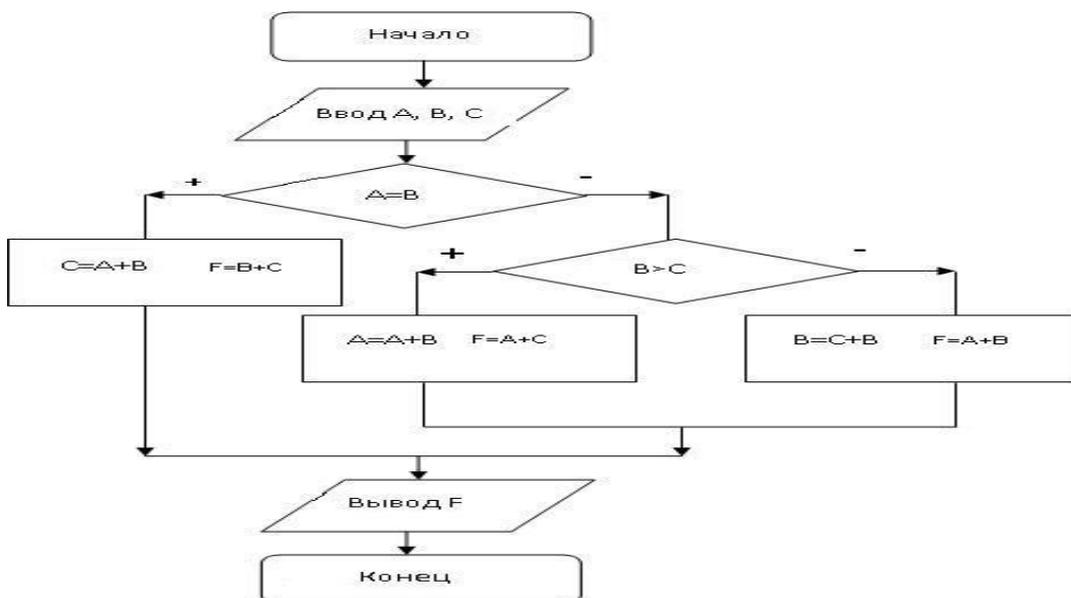 Начало
Ввод A, B, C
+
-
A=B
C=A+B F=B+C
+
-
B>C
A=A+B F=A+C
B=C+B F=A+B
Вывод F
Конец